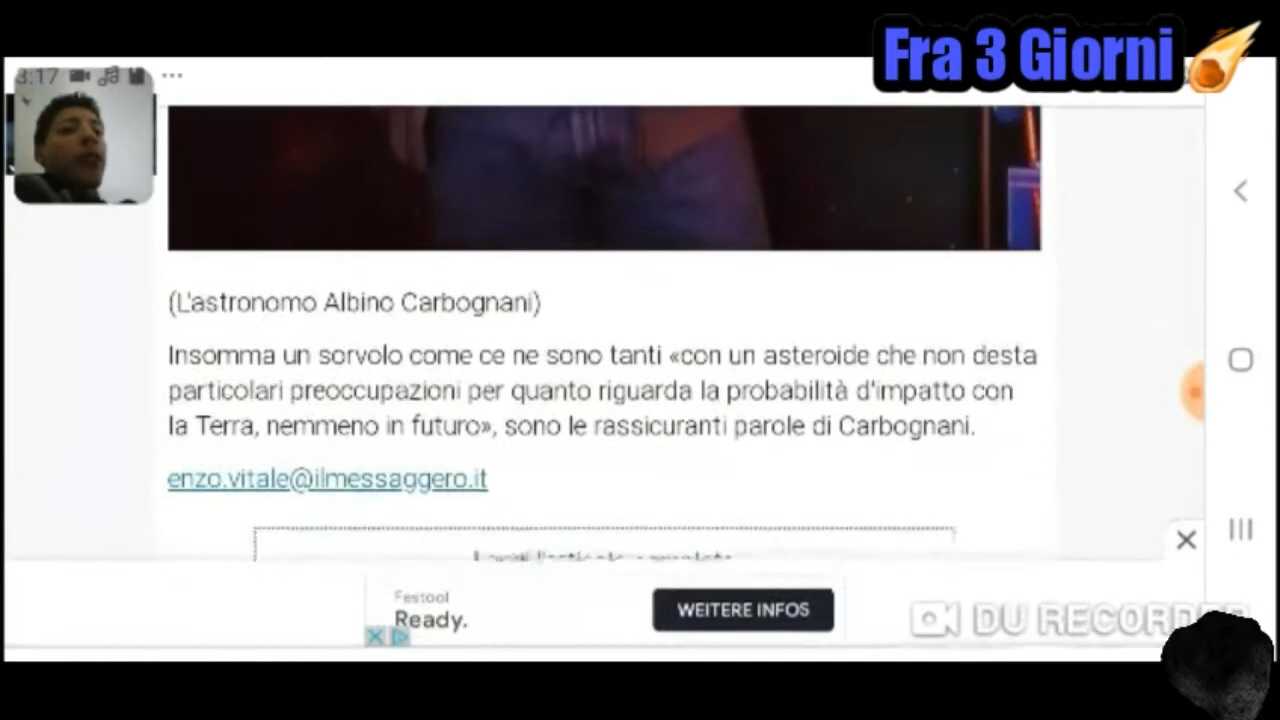 Fra 3 Giorni
3:17
(L'astronomo Albino Carbognani)
Insomma un sorvolo come ce ne sono tanti «con un asteroide che non desta
particolari preoccupazioni per quanto riguarda la probabilità d'impatto con
la Terra, nemmeno in futuro», sono le rassicuranti parole di Carbognani.
enzo.vitale@ilmessaggero.it
Festool
Ready.
WEITERE INFOS
DU RECORDER